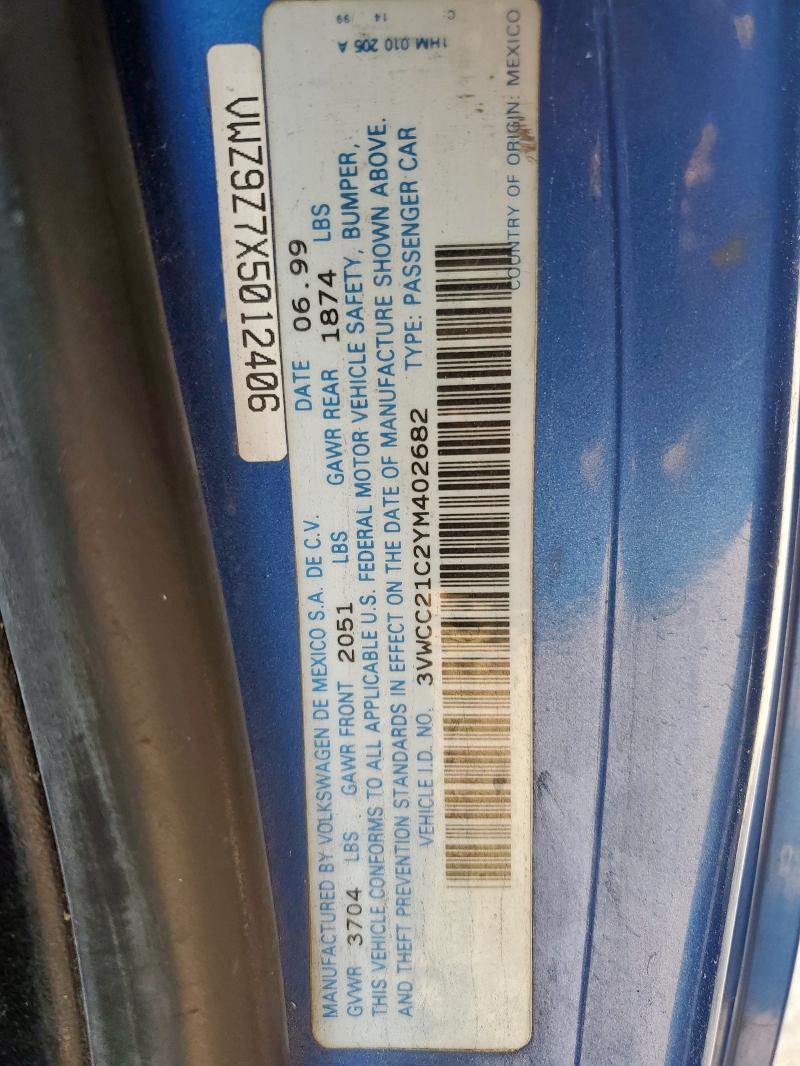 VWZ9Z7X5012406
MANUFACTURED BY VOLKSWAGEN DE MEXICO S.A. DE C.V. DATE 06.99
GVWR 3704 LBS GAWR FRONT 2051 LBS GAWR REAR 1874 LBS
THIS VEHICLE CONFORMS TO ALL APPLICABLE U.S. FEDERAL MOTOR VEHICLE SAFETY, BUMPER,
AND THEFT PREVENTION STANDARDS IN EFFECT ON THE DATE OF MANUFACTURE SHOWN ABOVE.
VEHICLE I.D. NO. 3VWCC21C2YM402682 TYPE: PASSENGER CAR
COUNTRY OF ORIGIN: MEXICO
1HM 010 205 A
14 /99